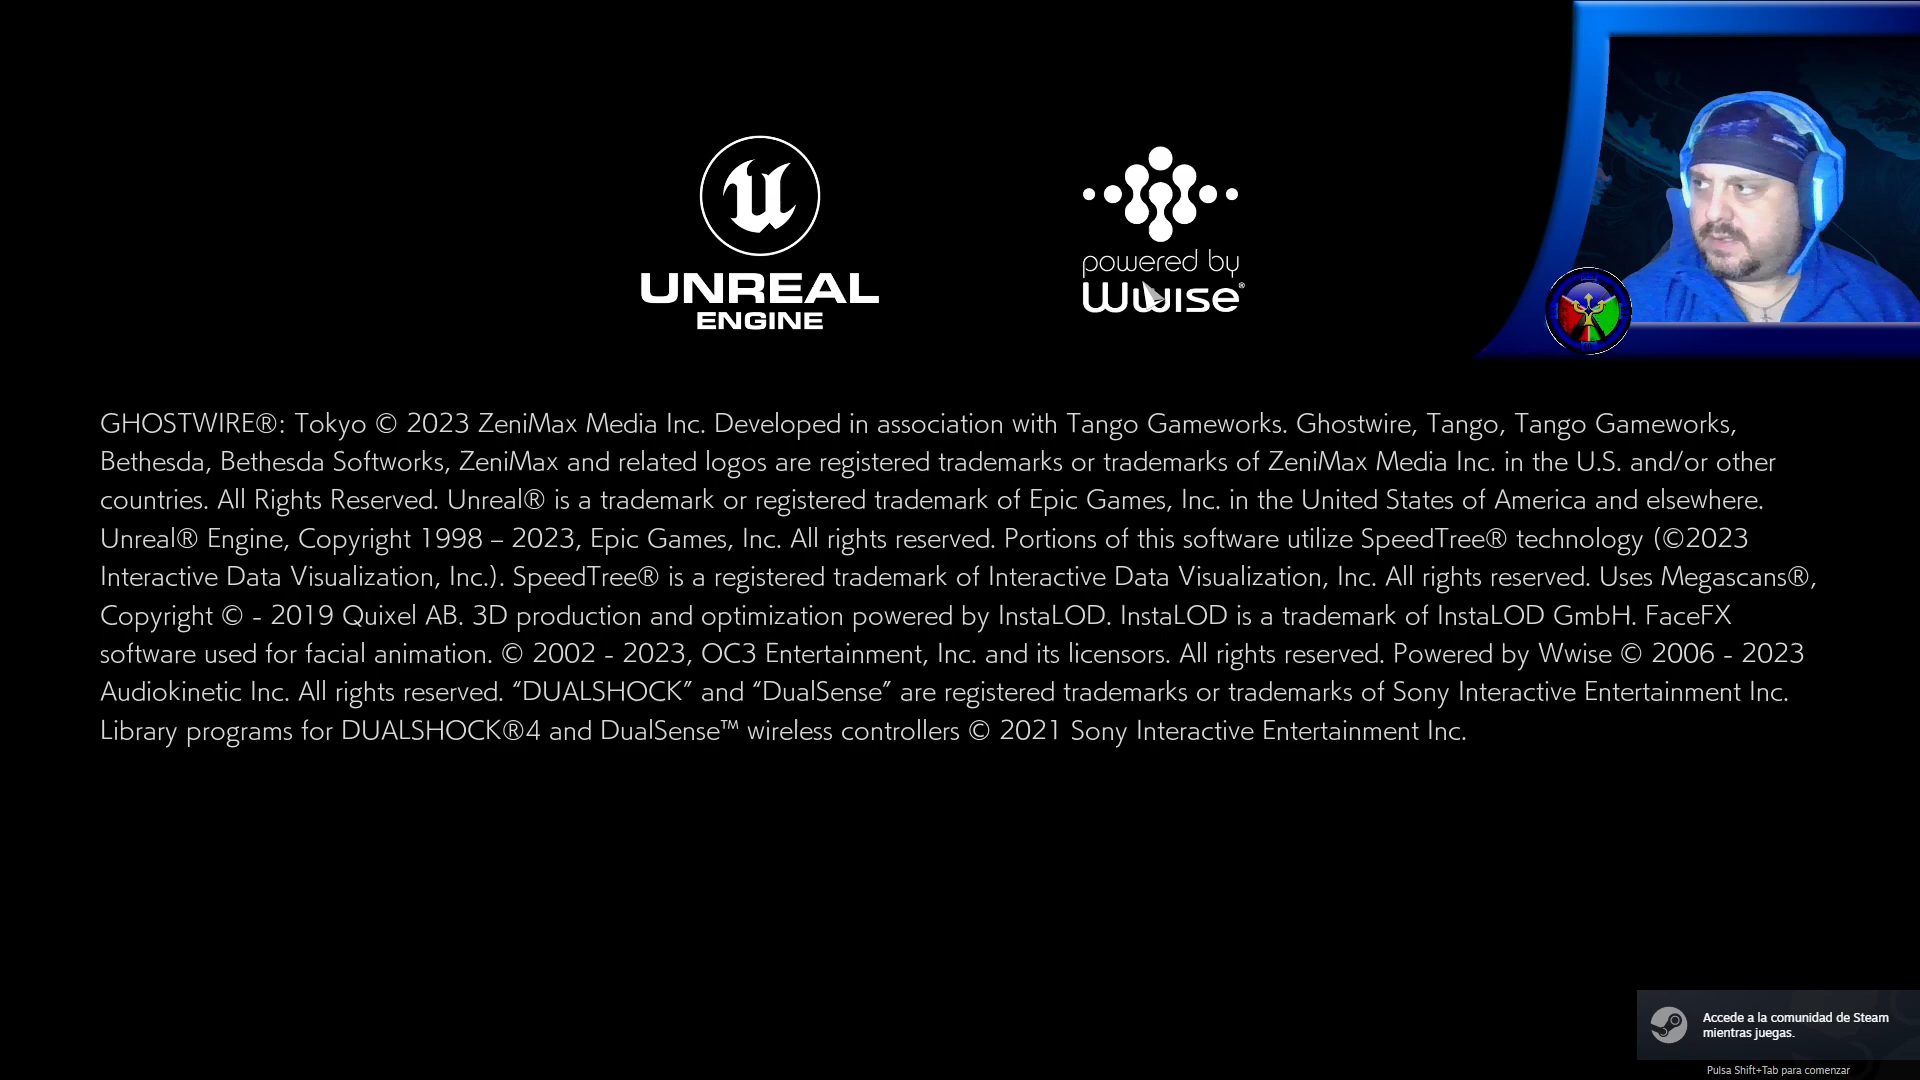 UNREAL
ENGINE
powered by
Wwise®
GHOSTWIRE®: Tokyo © 2023 ZeniMax Media Inc. Developed in association with Tango Gameworks. Ghostwire, Tango, Tango Gameworks,
Bethesda, Bethesda Softworks, ZeniMax and related logos are registered trademarks or trademarks of ZeniMax Media Inc. in the U.S. and/or other
countries. All Rights Reserved. Unreal® is a trademark or registered trademark of Epic Games, Inc. in the United States of America and elsewhere.
Unreal® Engine, Copyright 1998 – 2023, Epic Games, Inc. All rights reserved. Portions of this software utilize SpeedTree® technology (©2023
Interactive Data Visualization, Inc.). SpeedTree® is a registered trademark of Interactive Data Visualization, Inc. All rights reserved. Uses Megascans®,
Copyright © - 2019 Quixel AB. 3D production and optimization powered by InstaLOD. InstaLOD is a trademark of InstaLOD GmbH. FaceFX
software used for facial animation. © 2002 - 2023, OC3 Entertainment, Inc. and its licensors. All rights reserved. Powered by Wwise © 2006 - 2023
Audiokinetic Inc. All rights reserved. “DUALSHOCK” and “DualSense” are registered trademarks or trademarks of Sony Interactive Entertainment Inc.
Library programs for DUALSHOCK®4 and DualSense™ wireless controllers © 2021 Sony Interactive Entertainment Inc.
Accede a la comunidad de Steam
mientras juegas.
Pulsa Shift+Tab para comenzar